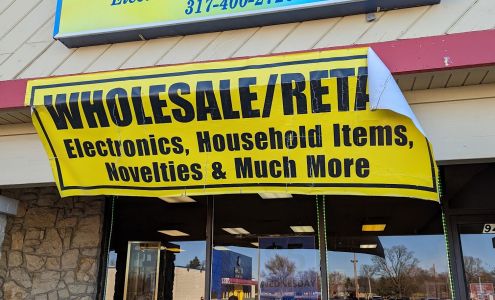 WHOLESALE/RETA
Electronics, Household Items,
Novelties & Much More